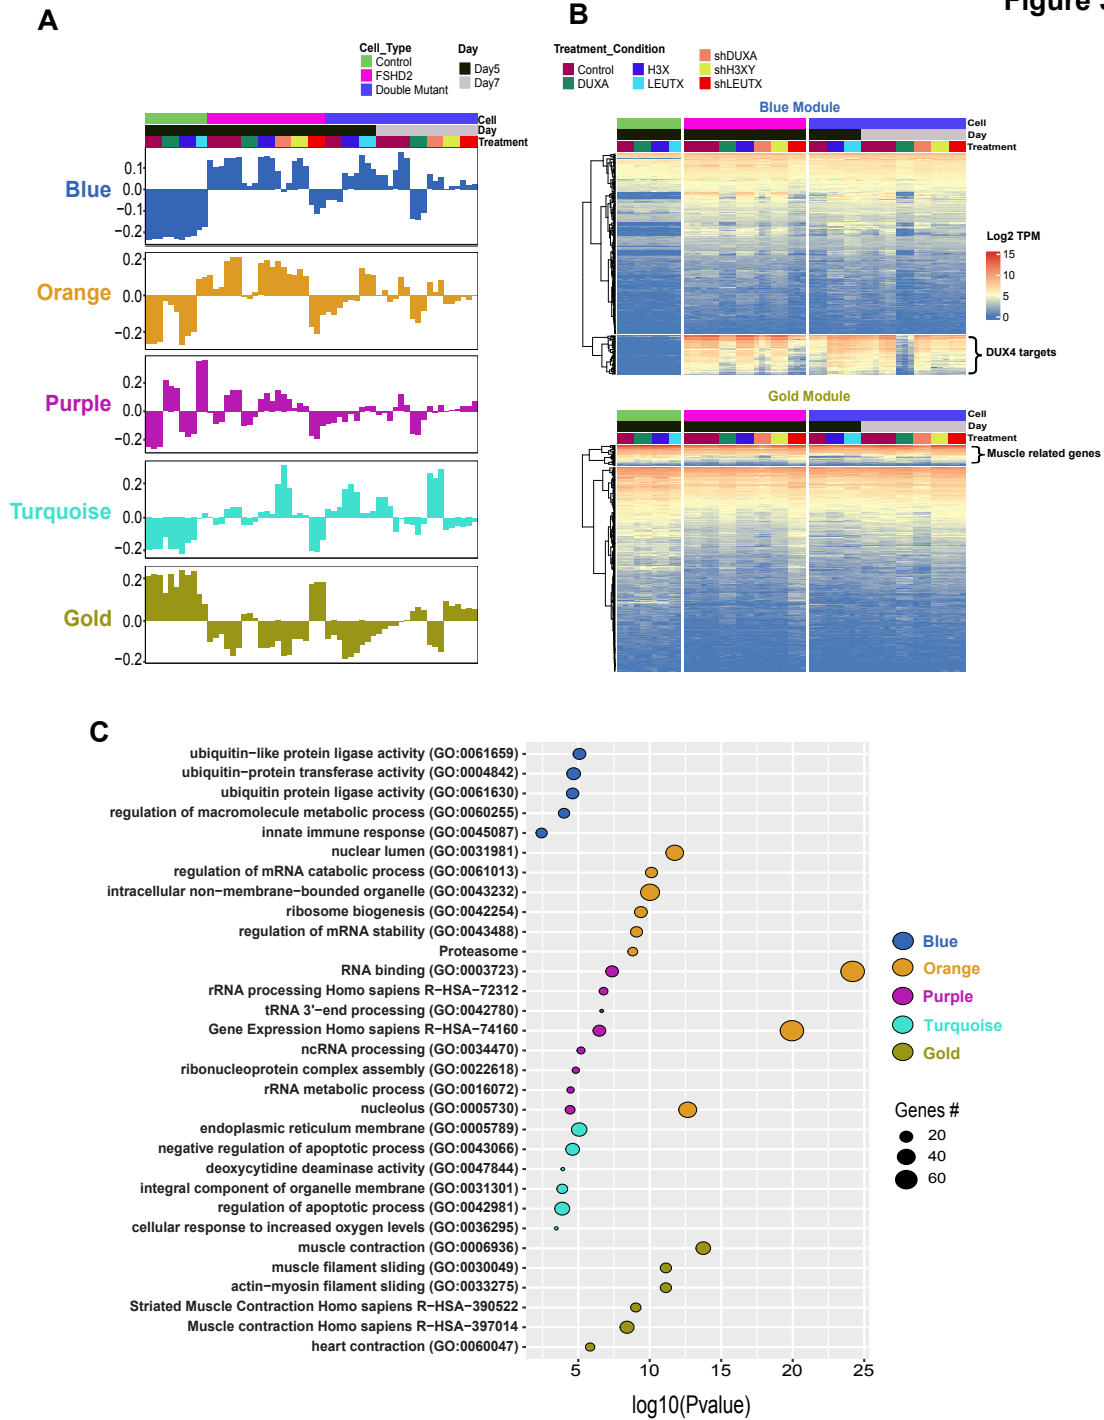 Figure
A
B
Cell_Type
Control
FSHD2
Double Mutant
Day
Day5
Day7
Treatment_Condition
Control
DUXA
H3X
LEUTX
shDUXA
shH3XY
shLEUTX
Cell
Day
Treatment
Blue
0.1
0.0
−0.1
−0.2
Orange
0.2
0.0
−0.2
Purple
0.2
0.0
−0.2
Turquoise
0.2
0.0
−0.2
Gold
0.2
0.0
−0.2
Blue Module
Cell
Day
Treatment
Log2 TPM
15
10
5
0
DUX4 targets
Gold Module
Cell
Day
Treatment
Muscle related genes
C
ubiquitin−like protein ligase activity (GO:0061659)
ubiquitin−protein transferase activity (GO:0004842)
ubiquitin protein ligase activity (GO:0061630)
regulation of macromolecule metabolic process (GO:0060255)
innate immune response (GO:0045087)
nuclear lumen (GO:0031981)
regulation of mRNA catabolic process (GO:0061013)
intracellular non−membrane−bounded organelle (GO:0043232)
ribosome biogenesis (GO:0042254)
regulation of mRNA stability (GO:0043488)
Proteasome
RNA binding (GO:0003723)
rRNA processing Homo sapiens R−HSA−72312
tRNA 3'−end processing (GO:0042780)
Gene Expression Homo sapiens R−HSA−74160
ncRNA processing (GO:0034470)
ribonucleoprotein complex assembly (GO:0022618)
rRNA metabolic process (GO:0016072)
nucleolus (GO:0005730)
endoplasmic reticulum membrane (GO:0005789)
negative regulation of apoptotic process (GO:0043066)
deoxycytidine deaminase activity (GO:0047844)
integral component of organelle membrane (GO:0031301)
regulation of apoptotic process (GO:0042981)
cellular response to increased oxygen levels (GO:0036295)
muscle contraction (GO:0006936)
muscle filament sliding (GO:0030049)
actin−myosin filament sliding (GO:0033275)
Striated Muscle Contraction Homo sapiens R−HSA−390522
Muscle contraction Homo sapiens R−HSA−397014
heart contraction (GO:0060047)
5
10
15
20
25
log10(Pvalue)
Blue
Orange
Purple
Turquoise
Gold
Genes #
20
40
60